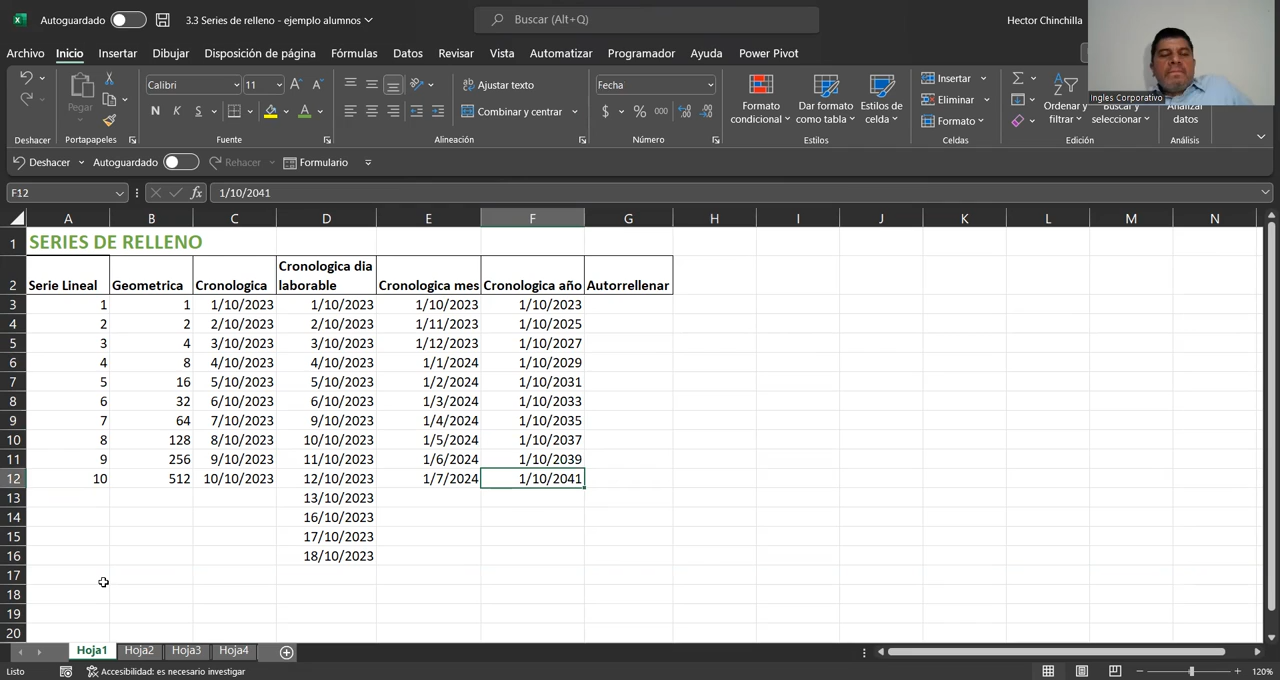 Autoguardado
3.3 Series de relleno - ejemplo alumnos
Buscar (Alt+Q)
Hector Chinchilla
Ingles Corporativo
Archivo Inicio Insertar Dibujar Disposición de página Fórmulas Datos Revisar Vista Automatizar Programador Ayuda Power Pivot
Pegar
Calibri 11
N K S
Ajustar texto
Combinar y centrar
Fecha
$ % 000
Formato condicional
Dar formato como tabla
Estilos de celda
Insertar
Eliminar
Formato
Ordenar y filtrar
Buscar y seleccionar
Analizar datos
Deshacer Portapapeles Fuente Alineación Número Estilos Celdas Edición Análisis
Deshacer Autoguardado Rehacer Formulario
F12 fx 1/10/2041
A B C D E F G H I J K L M N
1 SERIES DE RELLENO
2 Serie Lineal Geometrica Cronologica Cronologica dia laborable Cronologica mes Cronologica año Autorrellenar
3 1 1 1/10/2023 1/10/2023 1/10/2023 1/10/2023
4 2 2 2/10/2023 2/10/2023 1/11/2023 1/10/2025
5 3 4 3/10/2023 3/10/2023 1/12/2023 1/10/2027
6 4 8 4/10/2023 4/10/2023 1/1/2024 1/10/2029
7 5 16 5/10/2023 5/10/2023 1/2/2024 1/10/2031
8 6 32 6/10/2023 6/10/2023 1/3/2024 1/10/2033
9 7 64 7/10/2023 9/10/2023 1/4/2024 1/10/2035
10 8 128 8/10/2023 10/10/2023 1/5/2024 1/10/2037
11 9 256 9/10/2023 11/10/2023 1/6/2024 1/10/2039
12 10 512 10/10/2023 12/10/2023 1/7/2024 1/10/2041
13 13/10/2023
14 16/10/2023
15 17/10/2023
16 18/10/2023
17
18
19
20
Hoja1 Hoja2 Hoja3 Hoja4
Listo Accesibilidad: es necesario investigar 120%